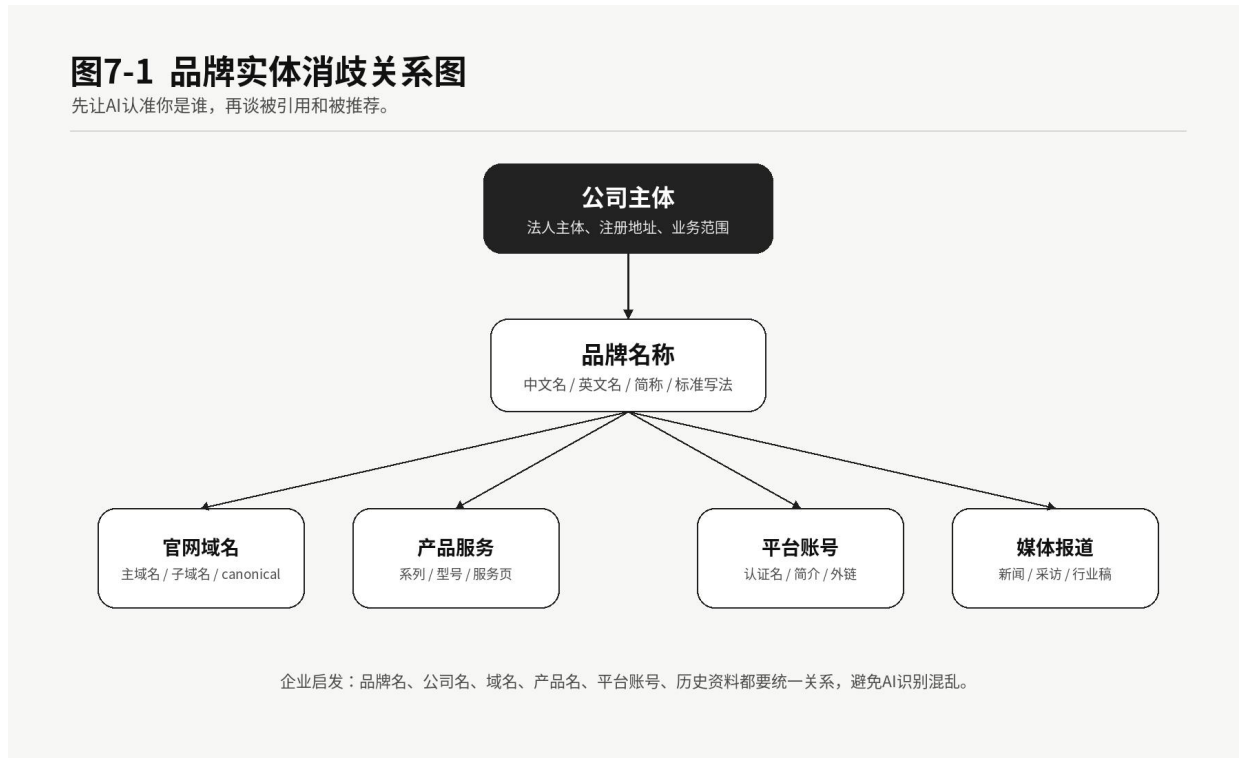 图7-1 品牌实体消歧关系图
先让AI认准你是谁，再谈被引用和被推荐。
公司主体
法人主体、注册地址、业务范围
品牌名称
中文名 / 英文名 / 简称 / 标准写法
官网域名
主域名 / 子域名 / canonical
产品服务
系列 / 型号 / 服务页
平台账号
认证名 / 简介 / 外链
媒体报道
新闻 / 采访 / 行业稿
企业启发：品牌名、公司名、域名、产品名、平台账号、历史资料都要统一关系，避免AI识别混乱。